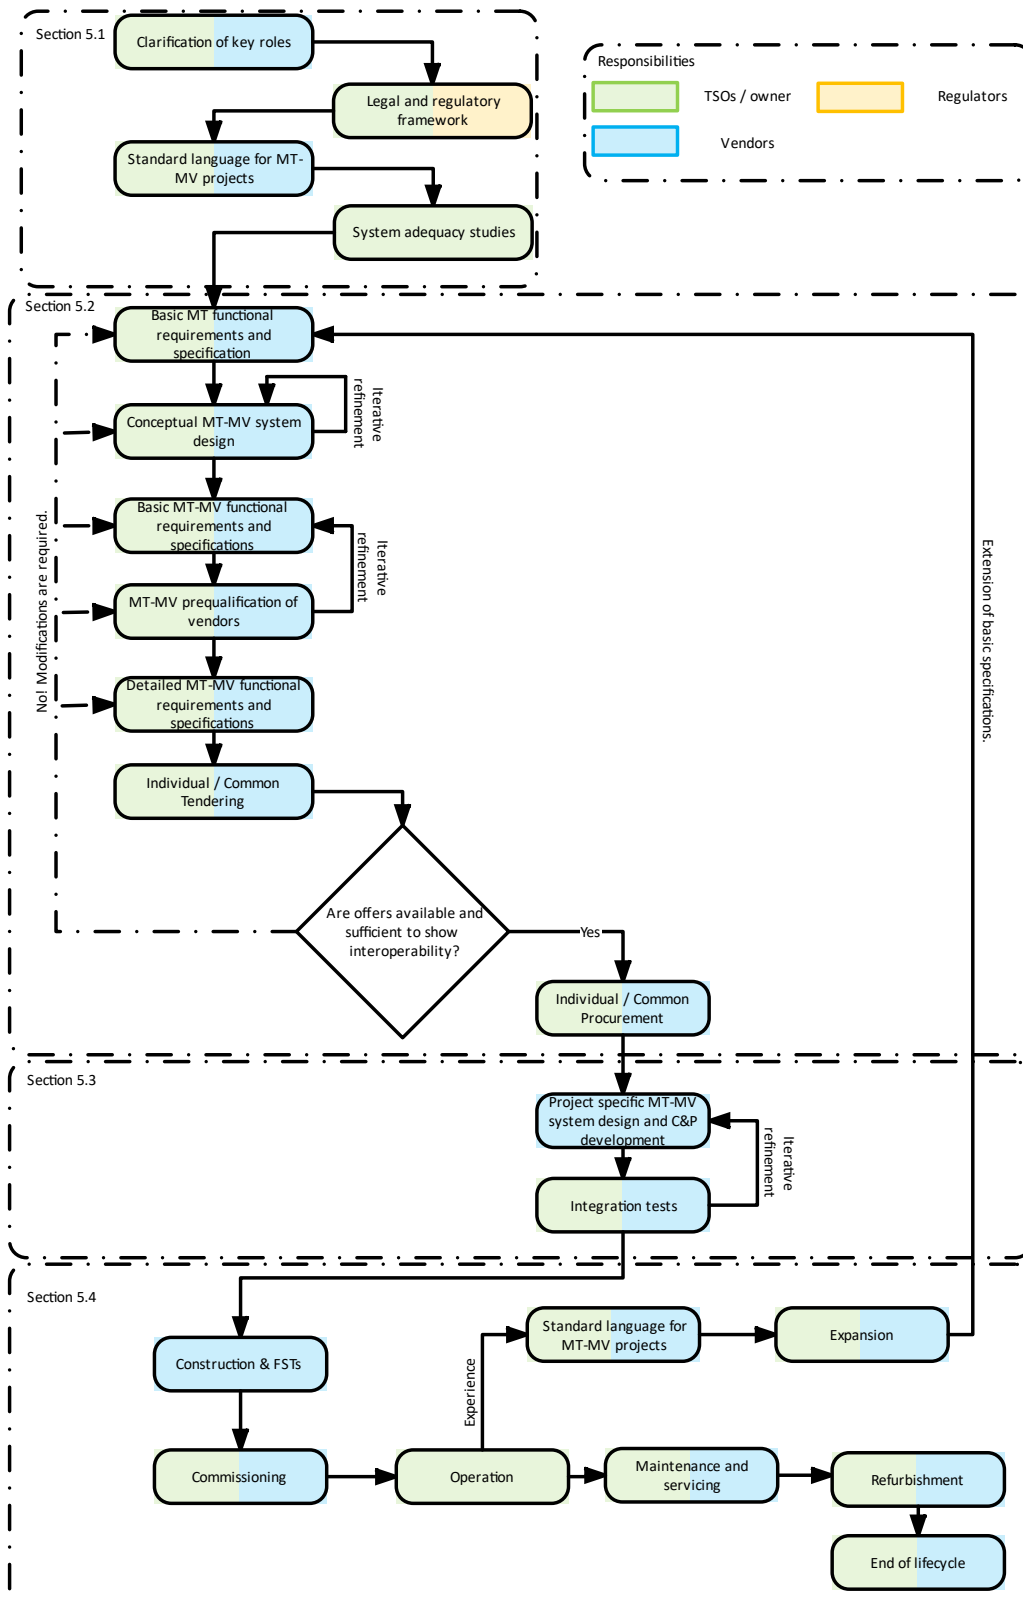 Section 5.1
Clarification of key roles
Legal and regulatory
framework
Standard language for MT-
MV projects
System adequacy studies
Responsibilities
TSOs / owner
Regulators
Vendors
Section 5.2
Basic MT functional
requirements and
specification
Iterative
refinement
Conceptual MT-MV system
design
Basic MT-MV functional
requirements and
specifications
Iterative
refinement
MT-MV prequalification of
vendors
No! Modifications are required.
Detailed MT-MV functional
requirements and
specifications
Extension of basic specifications.
Individual / Common
Tendering
Are offers available and
sufficient to show
interoperability?
Yes
Individual / Common
Procurement
Section 5.3
Project specific MT-MV
system design and C&P
development
Iterative
refinement
Integration tests
Section 5.4
Standard language for
MT-MV projects
Expansion
Construction & FSTs
Experience
Commissioning
Operation
Maintenance and
servicing
Refurbishment
End of lifecycle